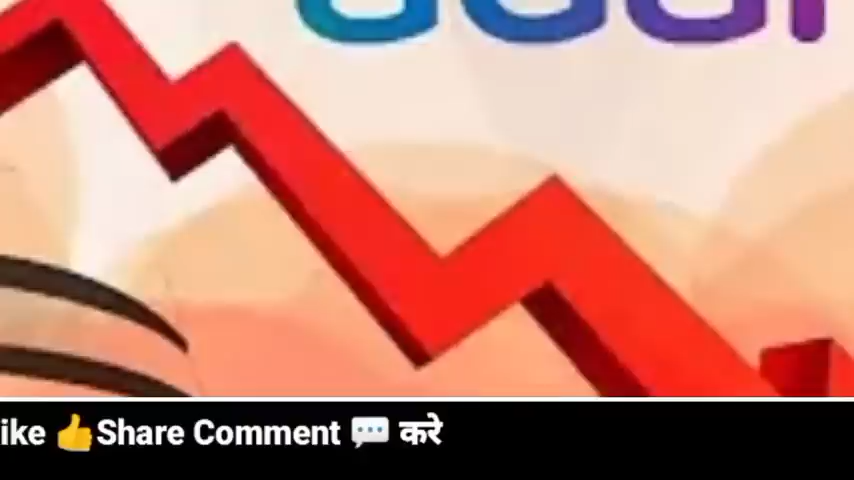 ike 👍Share Comment 💬 करे